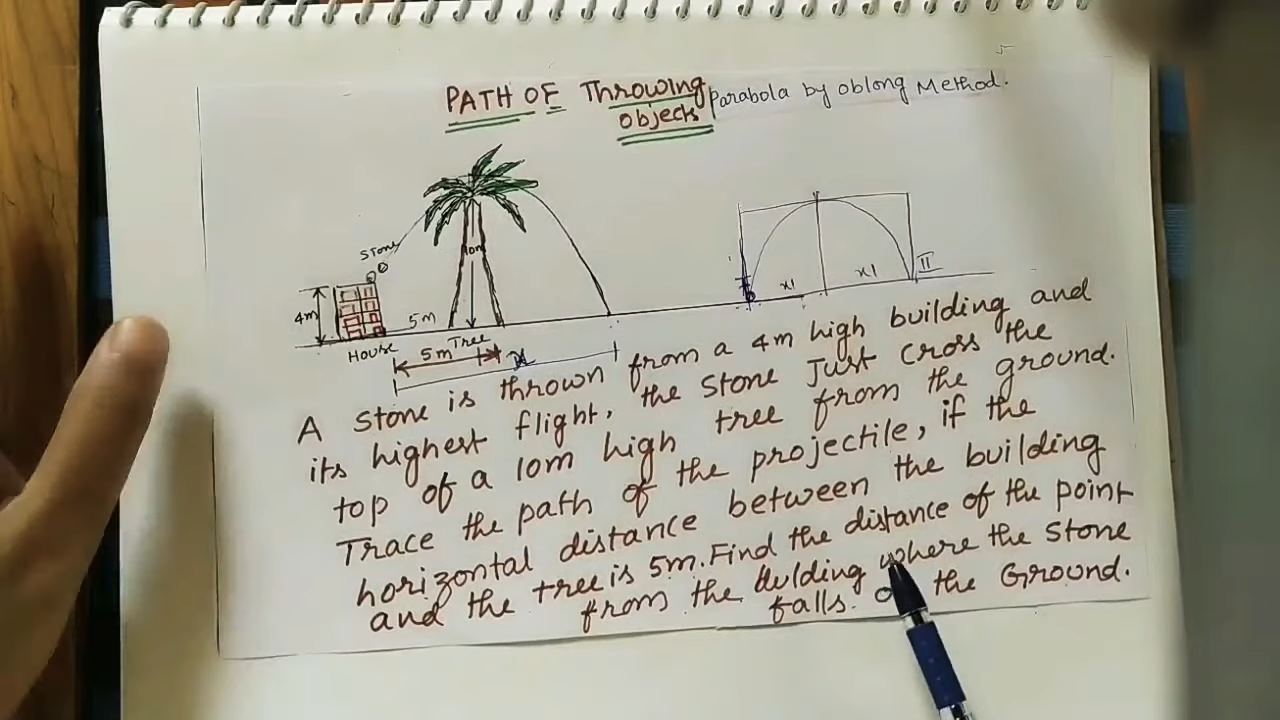 PATH OF Throwing Parabola by oblong Method.
objects
Stone
10m
4m
5m
House
Tree
5m
x
x1
x1
II
A stone is thrown from a 4m high building and
its highest flight, the stone Just cross the
top of a 10m high tree from the ground.
Trace the path of the projectile, if the
horizontal distance between the building
and the tree is 5m. Find the distance of the point
from the Bulding where the Stone
falls. the Ground.